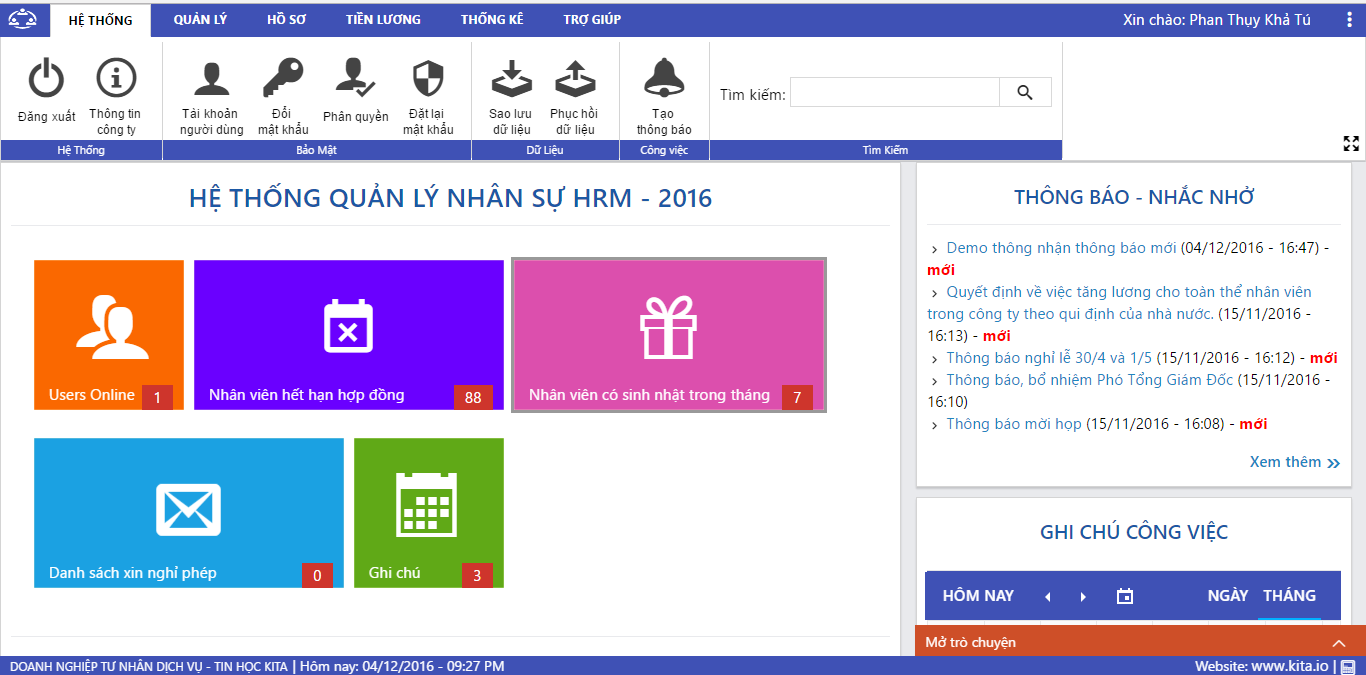 HỆ THỐNG QUẢN LÝ HỒ SƠ TIỀN LƯƠNG THỐNG KÊ TRỢ GIÚP Xin chào: Phan Thụy Khả Tú
Đăng xuất
Thông tin
công ty
Tài khoản
người dùng
Đổi
mật khẩu
Phân quyền
Đặt lại
mật khẩu
Sao lưu
dữ liệu
Phục hồi
dữ liệu
Tạo
thông báo
Tìm kiếm:
Hệ Thống Bảo Mật Dữ Liệu Công việc Tìm Kiếm
HỆ THỐNG QUẢN LÝ NHÂN SỰ HRM - 2016
Users Online 1
Nhân viên hết hạn hợp đồng 88
Nhân viên có sinh nhật trong tháng 7
Danh sách xin nghỉ phép 0
Ghi chú 3
THÔNG BÁO - NHẮC NHỞ
Demo thông nhận thông báo mới (04/12/2016 - 16:47) -
mới
Quyết định về việc tăng lương cho toàn thể nhân viên
trong công ty theo qui định của nhà nước. (15/11/2016 -
16:13) - mới
Thông báo nghỉ lễ 30/4 và 1/5 (15/11/2016 - 16:12) - mới
Thông báo, bổ nhiệm Phó Tổng Giám Đốc (15/11/2016 -
16:10)
Thông báo mời họp (15/11/2016 - 16:08) - mới
Xem thêm
GHI CHÚ CÔNG VIỆC
HÔM NAY NGÀY THÁNG
Mở trò chuyện
DOANH NGHIỆP TƯ NHÂN DỊCH VỤ - TIN HỌC KITA | Hôm nay: 04/12/2016 - 09:27 PM Website: www.kita.io |